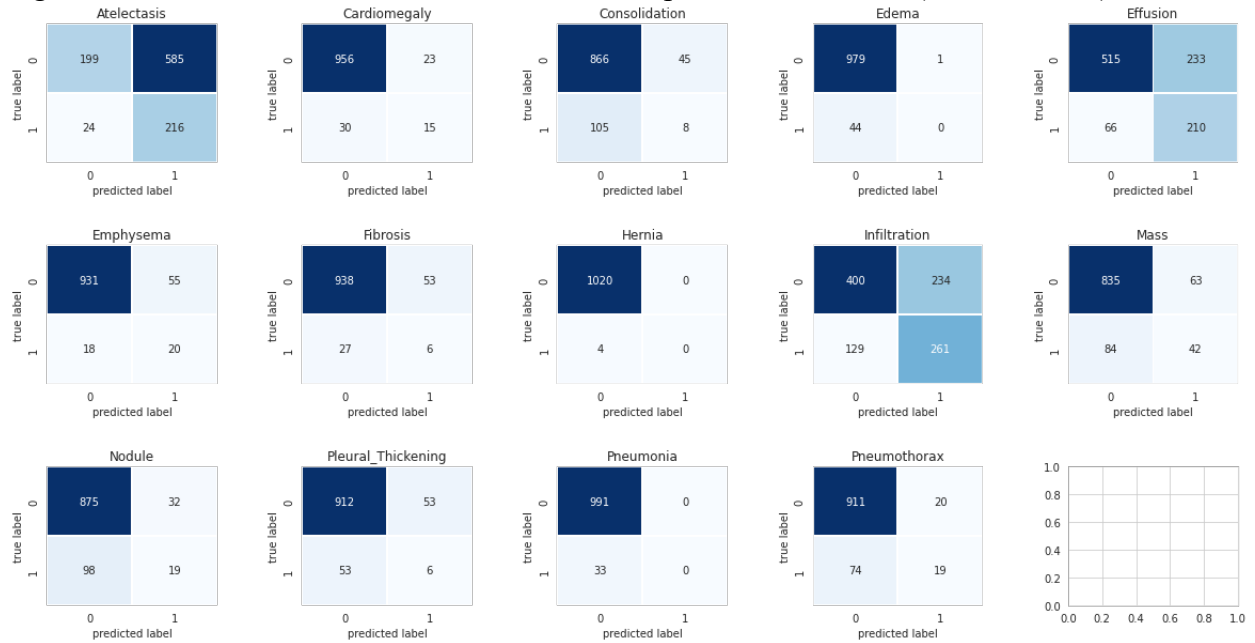 Atelectasis Cardiomegaly Consolidation Edema Effusion
true label 0 199 585 true label 0 956 23 true label 0 866 45 true label 0 979 1 true label 0 515 233
1 24 216 1 30 15 1 105 8 1 44 0 1 66 210
0 1 0 1 0 1 0 1 0 1
predicted label predicted label predicted label predicted label predicted label
Emphysema Fibrosis Hernia Infiltration Mass
true label 0 931 55 true label 0 938 53 true label 0 1020 0 true label 0 400 234 true label 0 835 63
1 18 20 1 27 6 1 4 0 1 129 261 1 84 42
0 1 0 1 0 1 0 1 0 1
predicted label predicted label predicted label predicted label predicted label
Nodule Pleural_Thickening Pneumonia Pneumothorax
true label 0 875 32 true label 0 912 53 true label 0 991 0 true label 0 911 20 1.0
0.8
0.6
0.4
1 98 19 1 53 6 1 33 0 1 74 19 0.2
0.0
0 1 0 1 0 1 0 1 0.0 0.2 0.4 0.6 0.8 1.0
predicted label predicted label predicted label predicted label